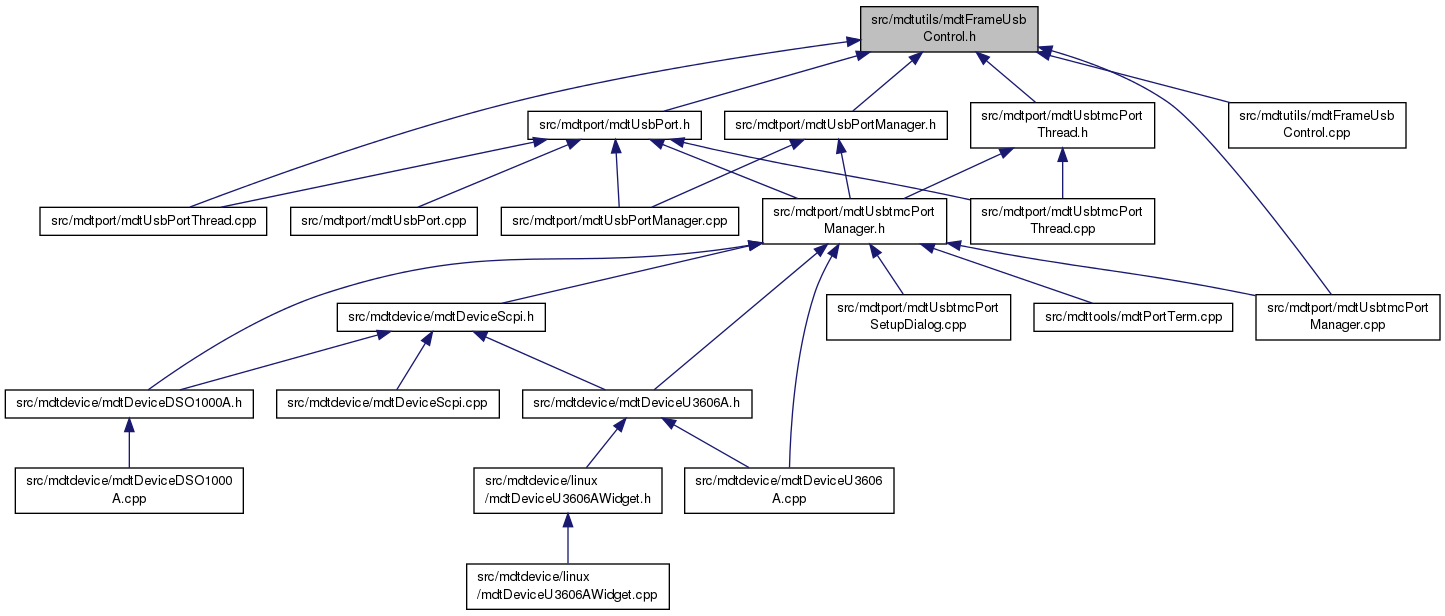 src/mdtutils/mdtFrameUsb
Control.h
src/mdtport/mdtUsbPort.h
src/mdtport/mdtUsbPortManager.h
src/mdtport/mdtUsbtmcPort
Thread.h
src/mdtutils/mdtFrameUsb
Control.cpp
src/mdtport/mdtUsbPortThread.cpp
src/mdtport/mdtUsbPort.cpp
src/mdtport/mdtUsbPortManager.cpp
src/mdtport/mdtUsbtmcPort
Manager.h
src/mdtport/mdtUsbtmcPort
Thread.cpp
src/mdtdevice/mdtDeviceScpi.h
src/mdtport/mdtUsbtmcPort
SetupDialog.cpp
src/mdttools/mdtPortTerm.cpp
src/mdtport/mdtUsbtmcPort
Manager.cpp
src/mdtdevice/mdtDeviceDSO1000A.h
src/mdtdevice/mdtDeviceScpi.cpp
src/mdtdevice/mdtDeviceU3606A.h
src/mdtdevice/mdtDeviceDSO1000
A.cpp
src/mdtdevice/linux
/mdtDeviceU3606AWidget.h
src/mdtdevice/mdtDeviceU3606
A.cpp
src/mdtdevice/linux
/mdtDeviceU3606AWidget.cpp